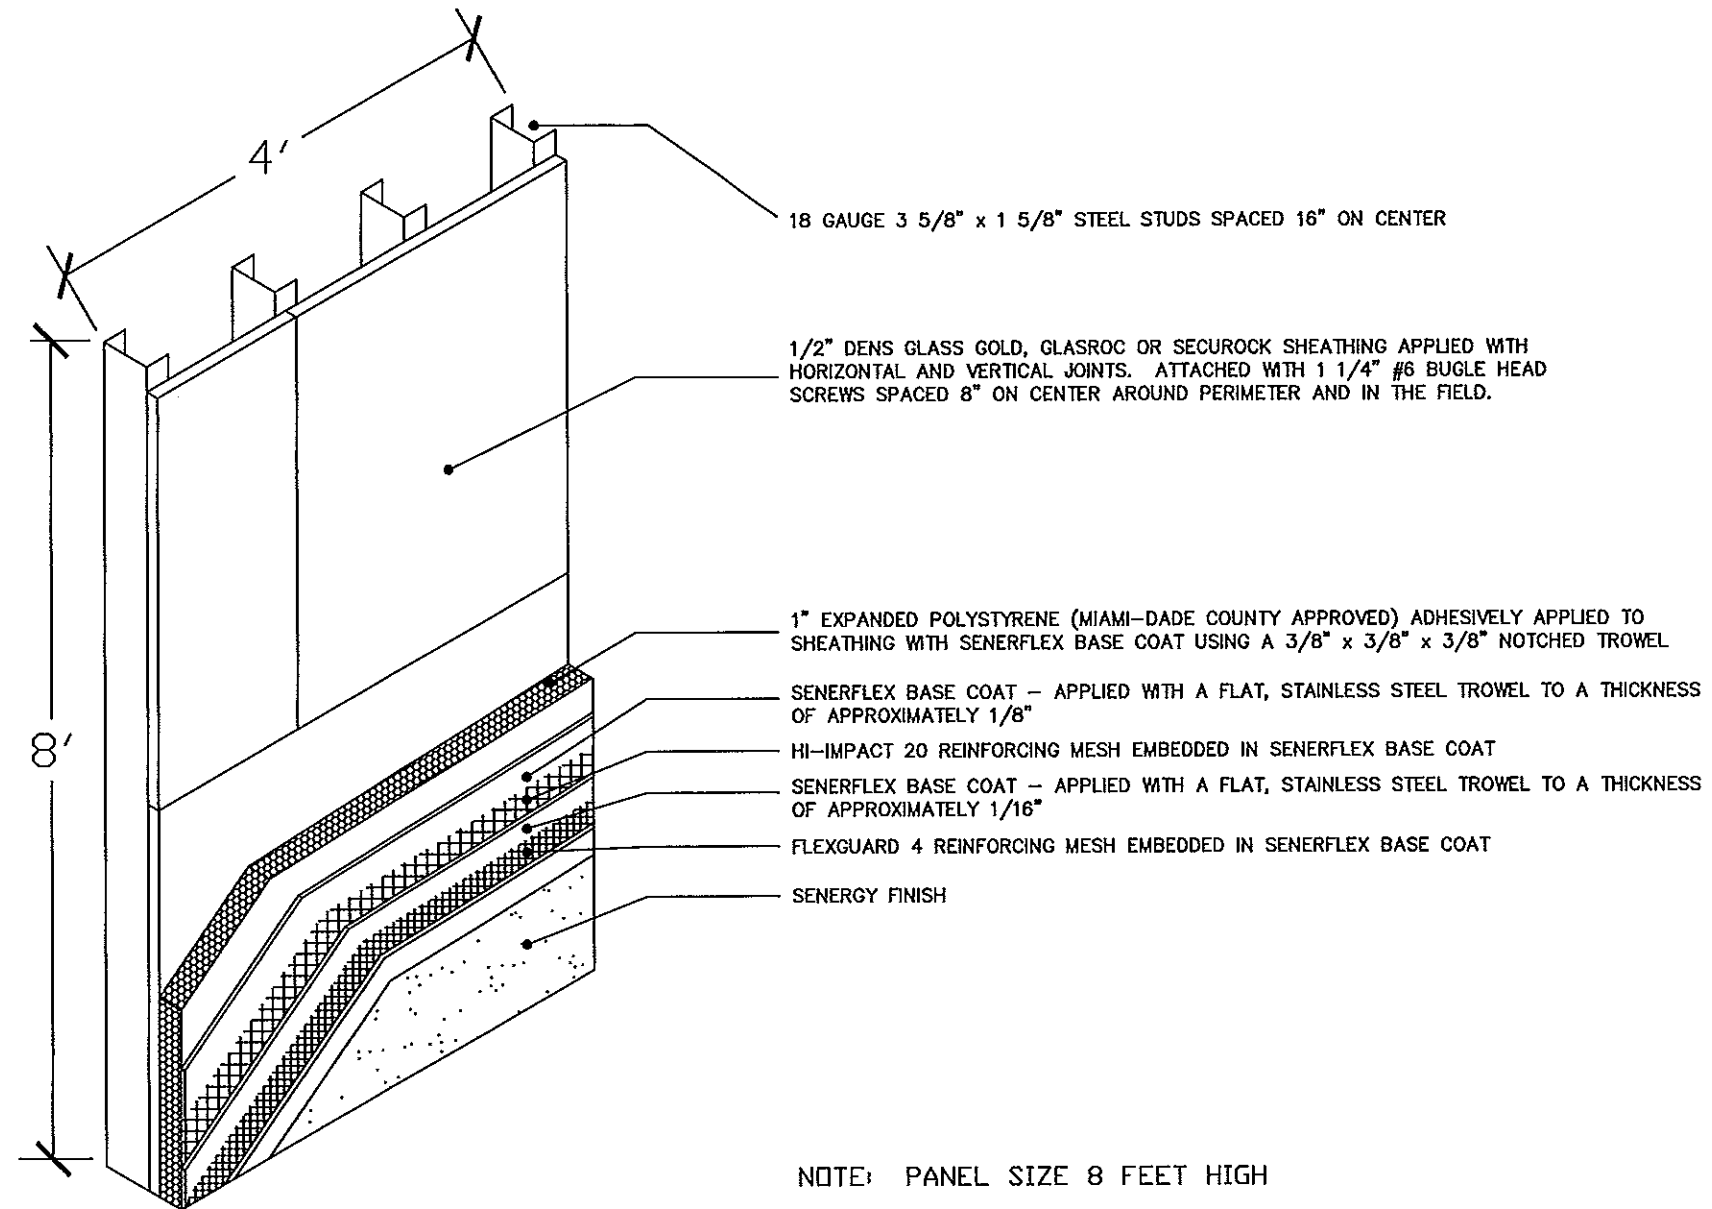 4'
18 GAUGE 3 5/8" x 1 5/8" STEEL STUDS SPACED 16" ON CENTER
1/2" DENS GLASS GOLD, GLASROC OR SECUROCK SHEATHING APPLIED WITH
HORIZONTAL AND VERTICAL JOINTS. ATTACHED WITH 1 1/4" #6 BUGLE HEAD
SCREWS SPACED 8" ON CENTER AROUND PERIMETER AND IN THE FIELD.
1" EXPANDED POLYSTYRENE (MIAMI-DADE COUNTY APPROVED) ADHESIVELY APPLIED TO
SHEATHING WITH SENERFLEX BASE COAT USING A 3/8" x 3/8" x 3/8" NOTCHED TROWEL
SENERFLEX BASE COAT - APPLIED WITH A FLAT, STAINLESS STEEL TROWEL TO A THICKNESS
OF APPROXIMATELY 1/8"
8'
HI-IMPACT 20 REINFORCING MESH EMBEDDED IN SENERFLEX BASE COAT
SENERFLEX BASE COAT - APPLIED WITH A FLAT, STAINLESS STEEL TROWEL TO A THICKNESS
OF APPROXIMATELY 1/16"
FLEXGUARD 4 REINFORCING MESH EMBEDDED IN SENERFLEX BASE COAT
SENERGY FINISH
NOTE: PANEL SIZE 8 FEET HIGH